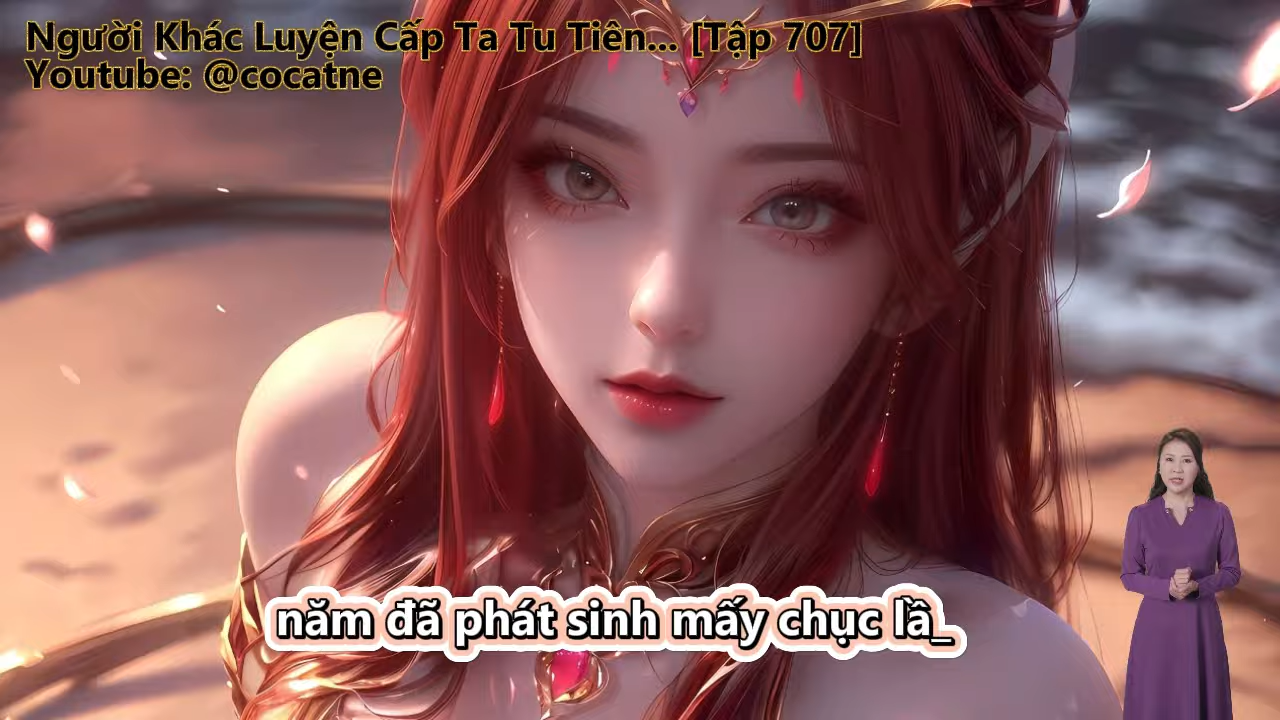 Người Khác Luyện Cấp Ta Tu Tiên... [Tập 707]
Youtube: @cocatne
năm đã phát sinh mấy chục lầ_